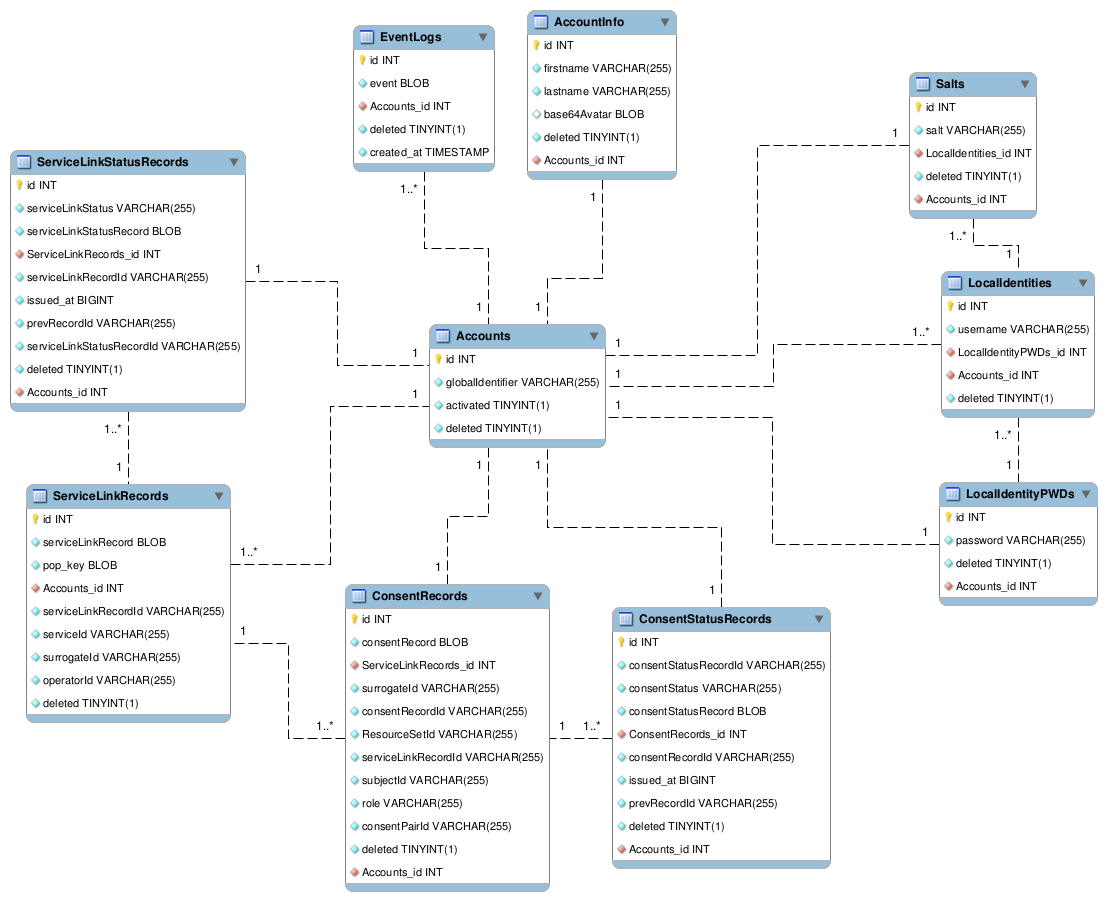 EventLogs
id INT
event BLOB
Accounts_id INT
deleted TINYINT(1)
created_at TIMESTAMP
1..*
1
AccountInfo
id INT
firstname VARCHAR(255)
lastname VARCHAR(255)
base64Avatar BLOB
deleted TINYINT(1)
Accounts_id INT
1
1
Salts
id INT
salt VARCHAR(255)
LocalIdentities_id INT
deleted TINYINT(1)
Accounts_id INT
1
1..*
1
ServiceLinkStatusRecords
id INT
serviceLinkStatus VARCHAR(255)
serviceLinkStatusRecord BLOB
ServiceLinkRecords_id INT
serviceLinkRecordId VARCHAR(255)
issued_at BIGINT
prevRecordId VARCHAR(255)
serviceLinkStatusRecordId VARCHAR(255)
deleted TINYINT(1)
Accounts_id INT
1
1..*
1
Accounts
id INT
globalIdentifier VARCHAR(255)
activated TINYINT(1)
deleted TINYINT(1)
1
1
1
1
1
1
1
LocalIdentities
id INT
username VARCHAR(255)
LocalIdentityPWDs_id INT
Accounts_id INT
deleted TINYINT(1)
1..*
1..*
1
LocalIdentityPWDs
id INT
password VARCHAR(255)
deleted TINYINT(1)
Accounts_id INT
1
ServiceLinkRecords
id INT
serviceLinkRecord BLOB
pop_key BLOB
Accounts_id INT
serviceLinkRecordId VARCHAR(255)
serviceId VARCHAR(255)
surrogateId VARCHAR(255)
operatorId VARCHAR(255)
deleted TINYINT(1)
1..*
1
1..*
1
ConsentRecords
id INT
consentRecord BLOB
ServiceLinkRecords_id INT
surrogateId VARCHAR(255)
consentRecordId VARCHAR(255)
ResourceSetId VARCHAR(255)
serviceLinkRecordId VARCHAR(255)
subjectId VARCHAR(255)
role VARCHAR(255)
consentPairId VARCHAR(255)
deleted TINYINT(1)
Accounts_id INT
1
1..*
1
ConsentStatusRecords
id INT
consentStatusRecordId VARCHAR(255)
consentStatus VARCHAR(255)
consentStatusRecord BLOB
ConsentRecords_id INT
consentRecordId VARCHAR(255)
issued_at BIGINT
prevRecordId VARCHAR(255)
deleted TINYINT(1)
Accounts_id INT